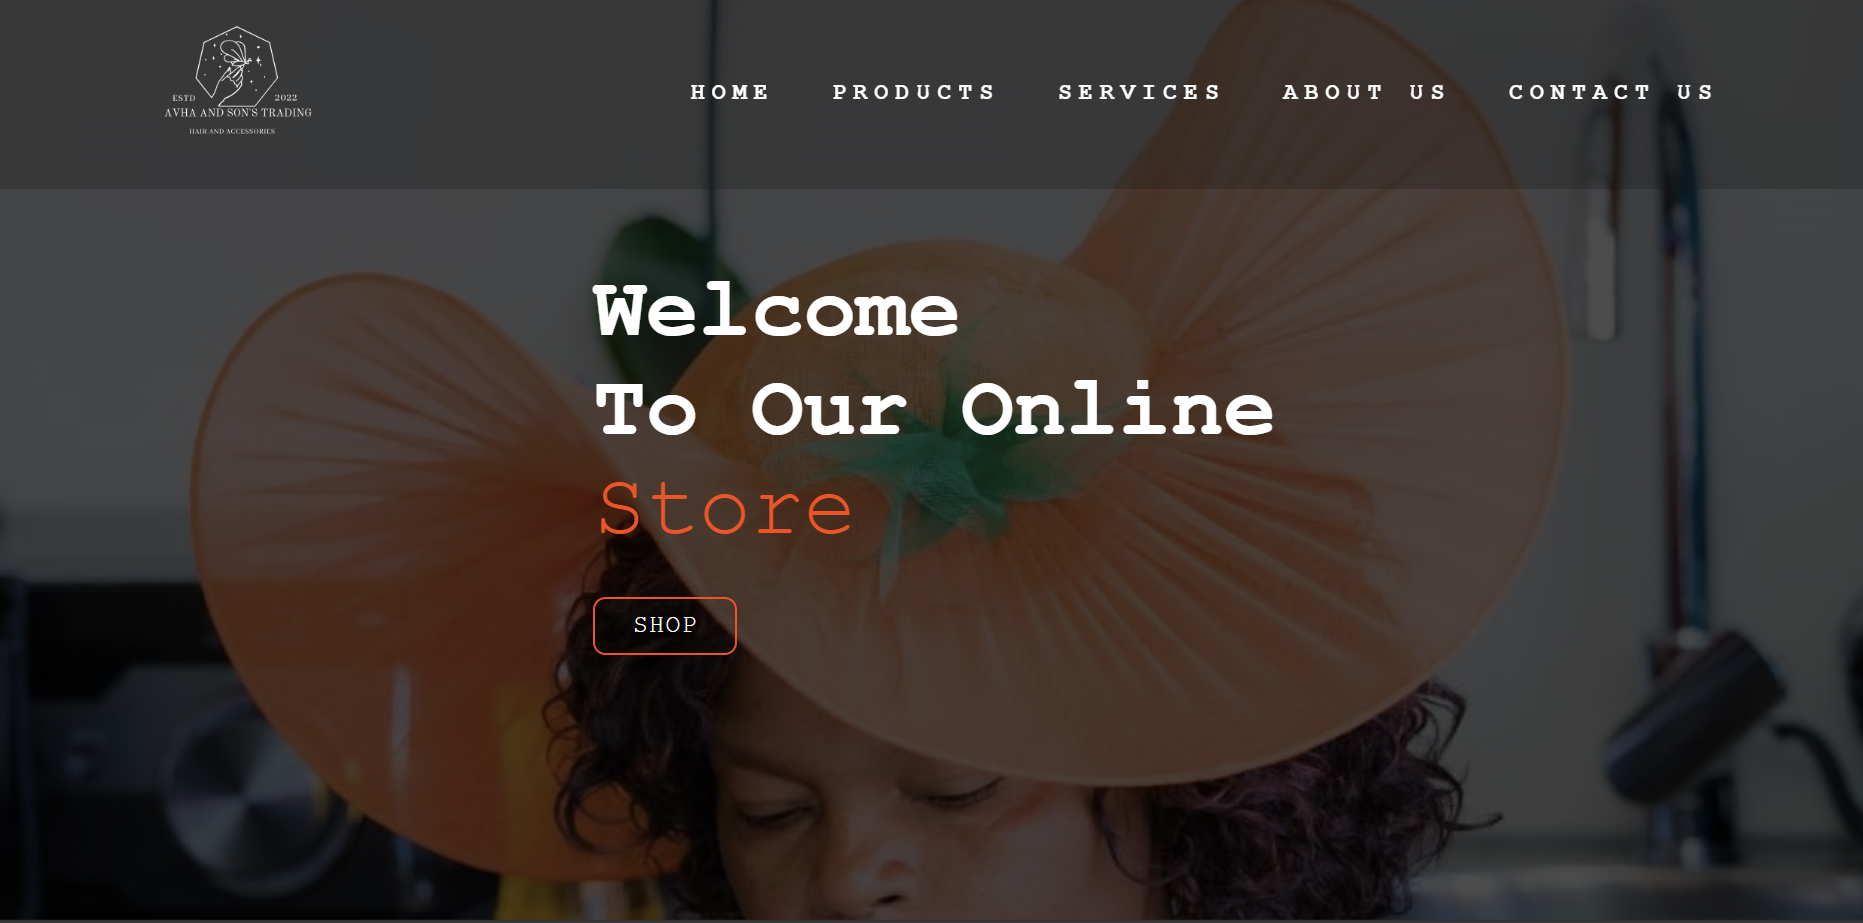 ESTD 2022
AVHA AND SON'S TRADING
HAIR AND ACCESSORIES
HOME PRODUCTS SERVICES ABOUT US CONTACT US
Welcome
To Our Online
Store
SHOP